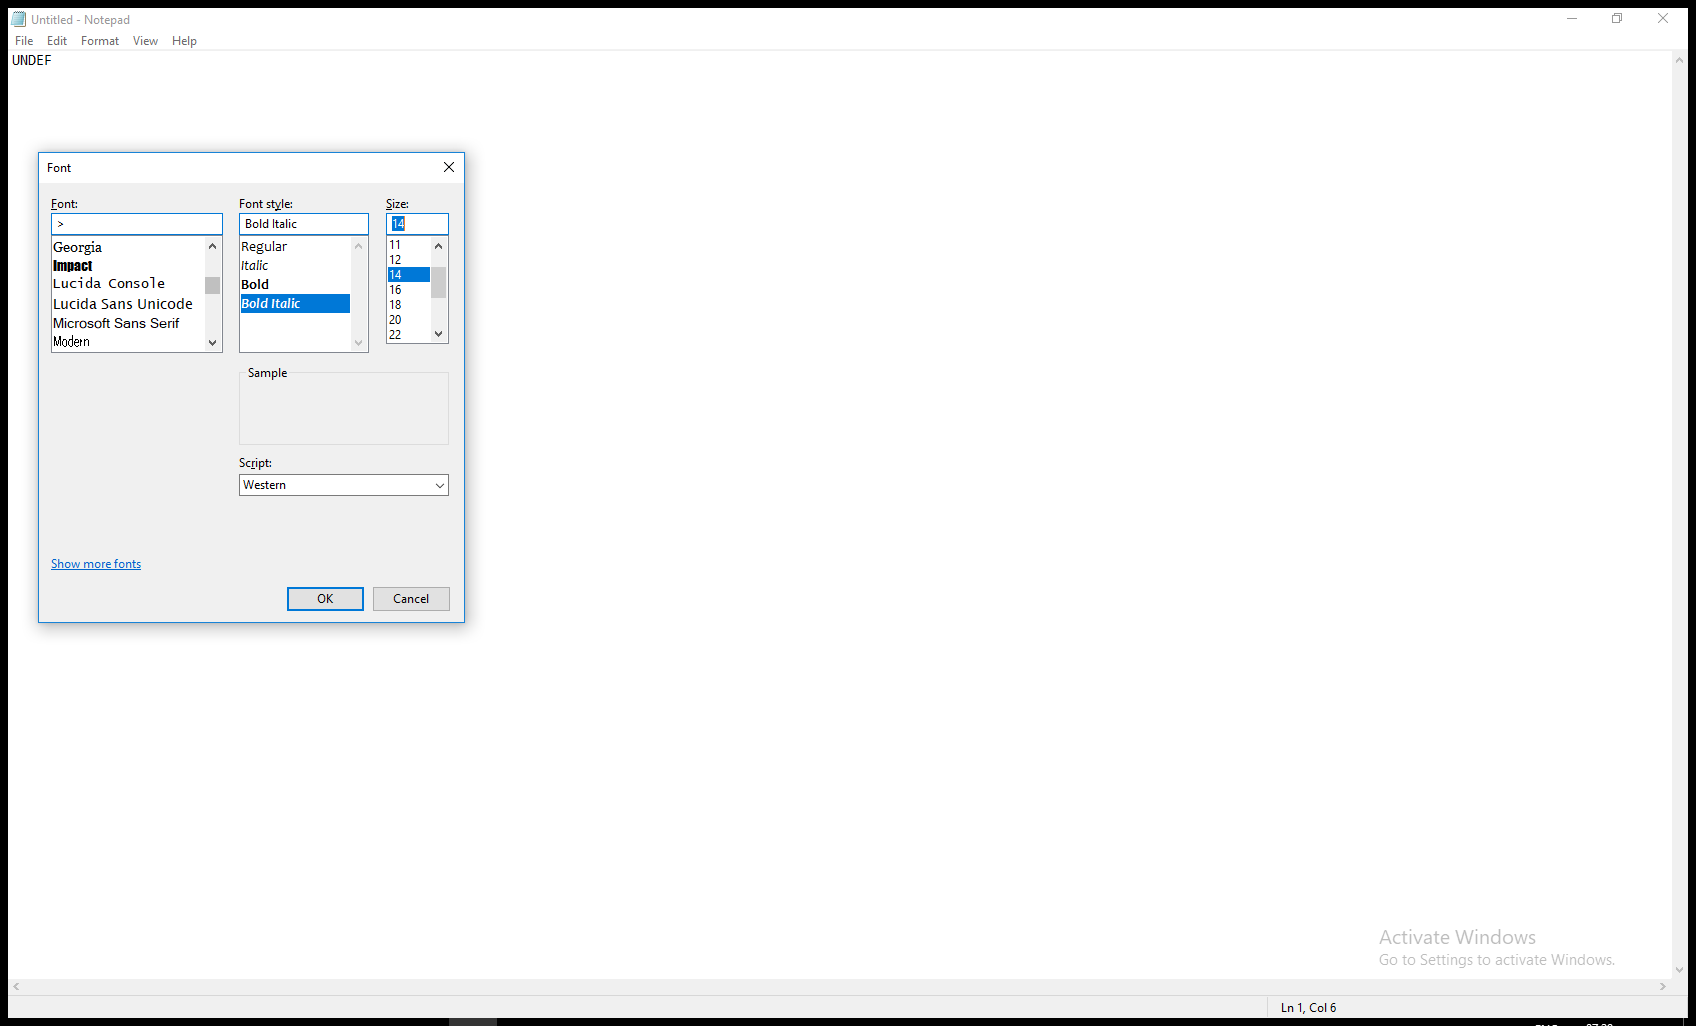 Untitled - Notepad
File Edit Format View Help
UNDEF
Font
Font: Font style: Size:
> Bold Italic 14
Georgia
Impact
Lucida Console
Lucida Sans Unicode
Microsoft Sans Serif
Modern
Regular
Italic
Bold
Bold Italic
11
12
14
16
18
20
22
Sample
Script:
Western
Show more fonts
OK Cancel
Activate Windows
Go to Settings to activate Windows.
Ln 1, Col 6